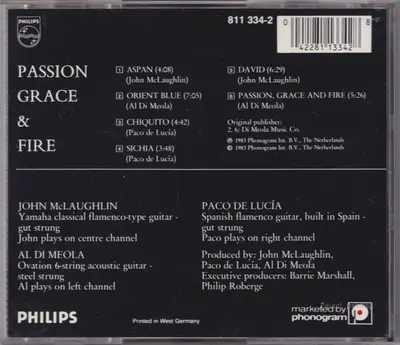 PHILIPS
811 334-2
0
42281 13342
8
PASSION
GRACE
&
FIRE
1 ASPAN (4:08)
(John McLaughlin)
2 ORIENT BLUE (7:05)
(Al Di Meola)
3 CHIQUITO (4:42)
(Paco de Lucía)
4 SICHIA (3:48)
(Paco de Lucía)
5 DAVID (6:29)
(John McLaughlin)
6 PASSION, GRACE AND FIRE (5:26)
(Al Di Meola)
Original publisher:
2. 6: Di Meola Music Co.
℗ 1983 Phonogram Int. B.V., The Netherlands
© 1983 Phonogram Int. B.V., The Netherlands
JOHN McLAUGHLIN
Yamaha classical flamenco-type guitar -
gut strung
John plays on centre channel
AL DI MEOLA
Ovation 6-string acoustic guitar -
steel strung
Al plays on left channel
PACO DE LUCÍA
Spanish flamenco guitar, built in Spain -
gut strung
Paco plays on right channel
Produced by: John McLaughlin,
Paco de Lucía, Al Di Meola
Executive producers: Barrie Marshall,
Philip Roberge
PHILIPS
Printed in West Germany
marketed by
phonogram